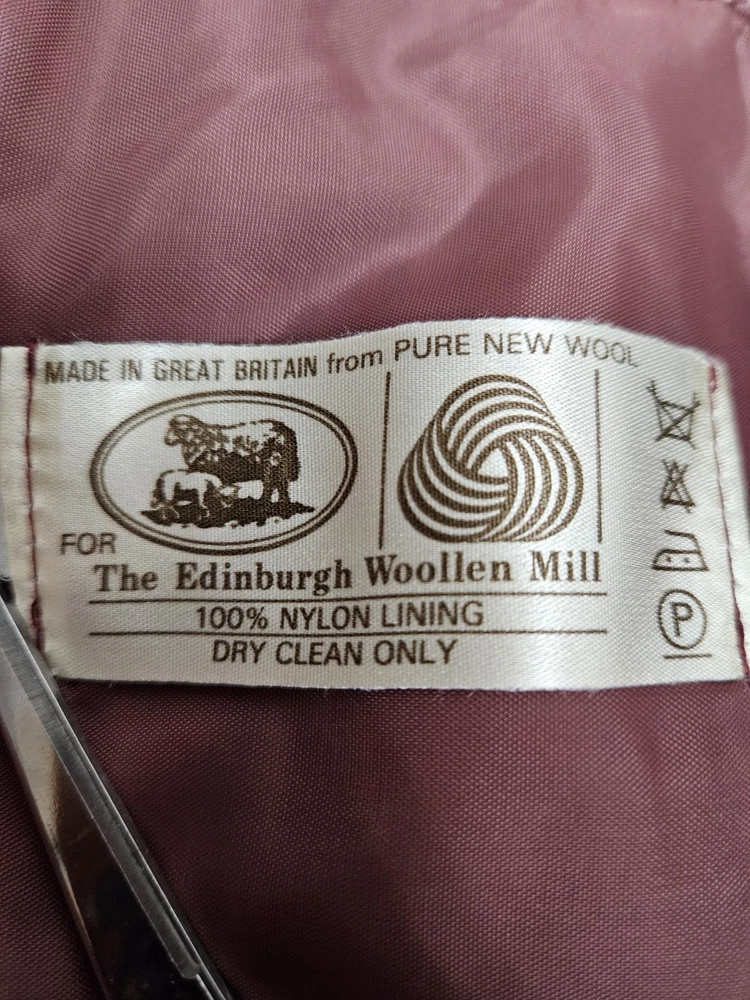 MADE IN GREAT BRITAIN from PURE NEW WOOL
FOR
The Edinburgh Woollen Mill
100% NYLON LINING
DRY CLEAN ONLY
P